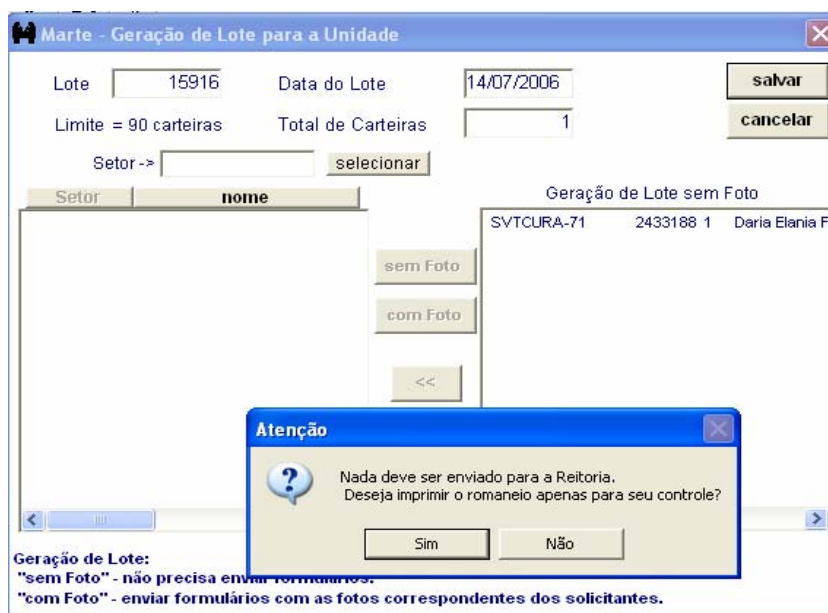 Marte - Geração de Lote para a Unidade
Lote 15916 Data do Lote 14/07/2006 salvar
Limite = 90 carteiras Total de Carteiras 1 cancelar
Setor -> selecionar
Setor nome Geração de Lote sem Foto
SVTCURA-71 2433188 1 Daria Elania F
sem Foto
com Foto
<<
Atenção
Nada deve ser enviado para a Reitoria.
Deseja imprimir o romaneio apenas para seu controle?
Sim Não
Geração de Lote:
"sem Foto" - não precisa enviar formulários.
"com Foto" - enviar formulários com as fotos correspondentes dos solicitantes.